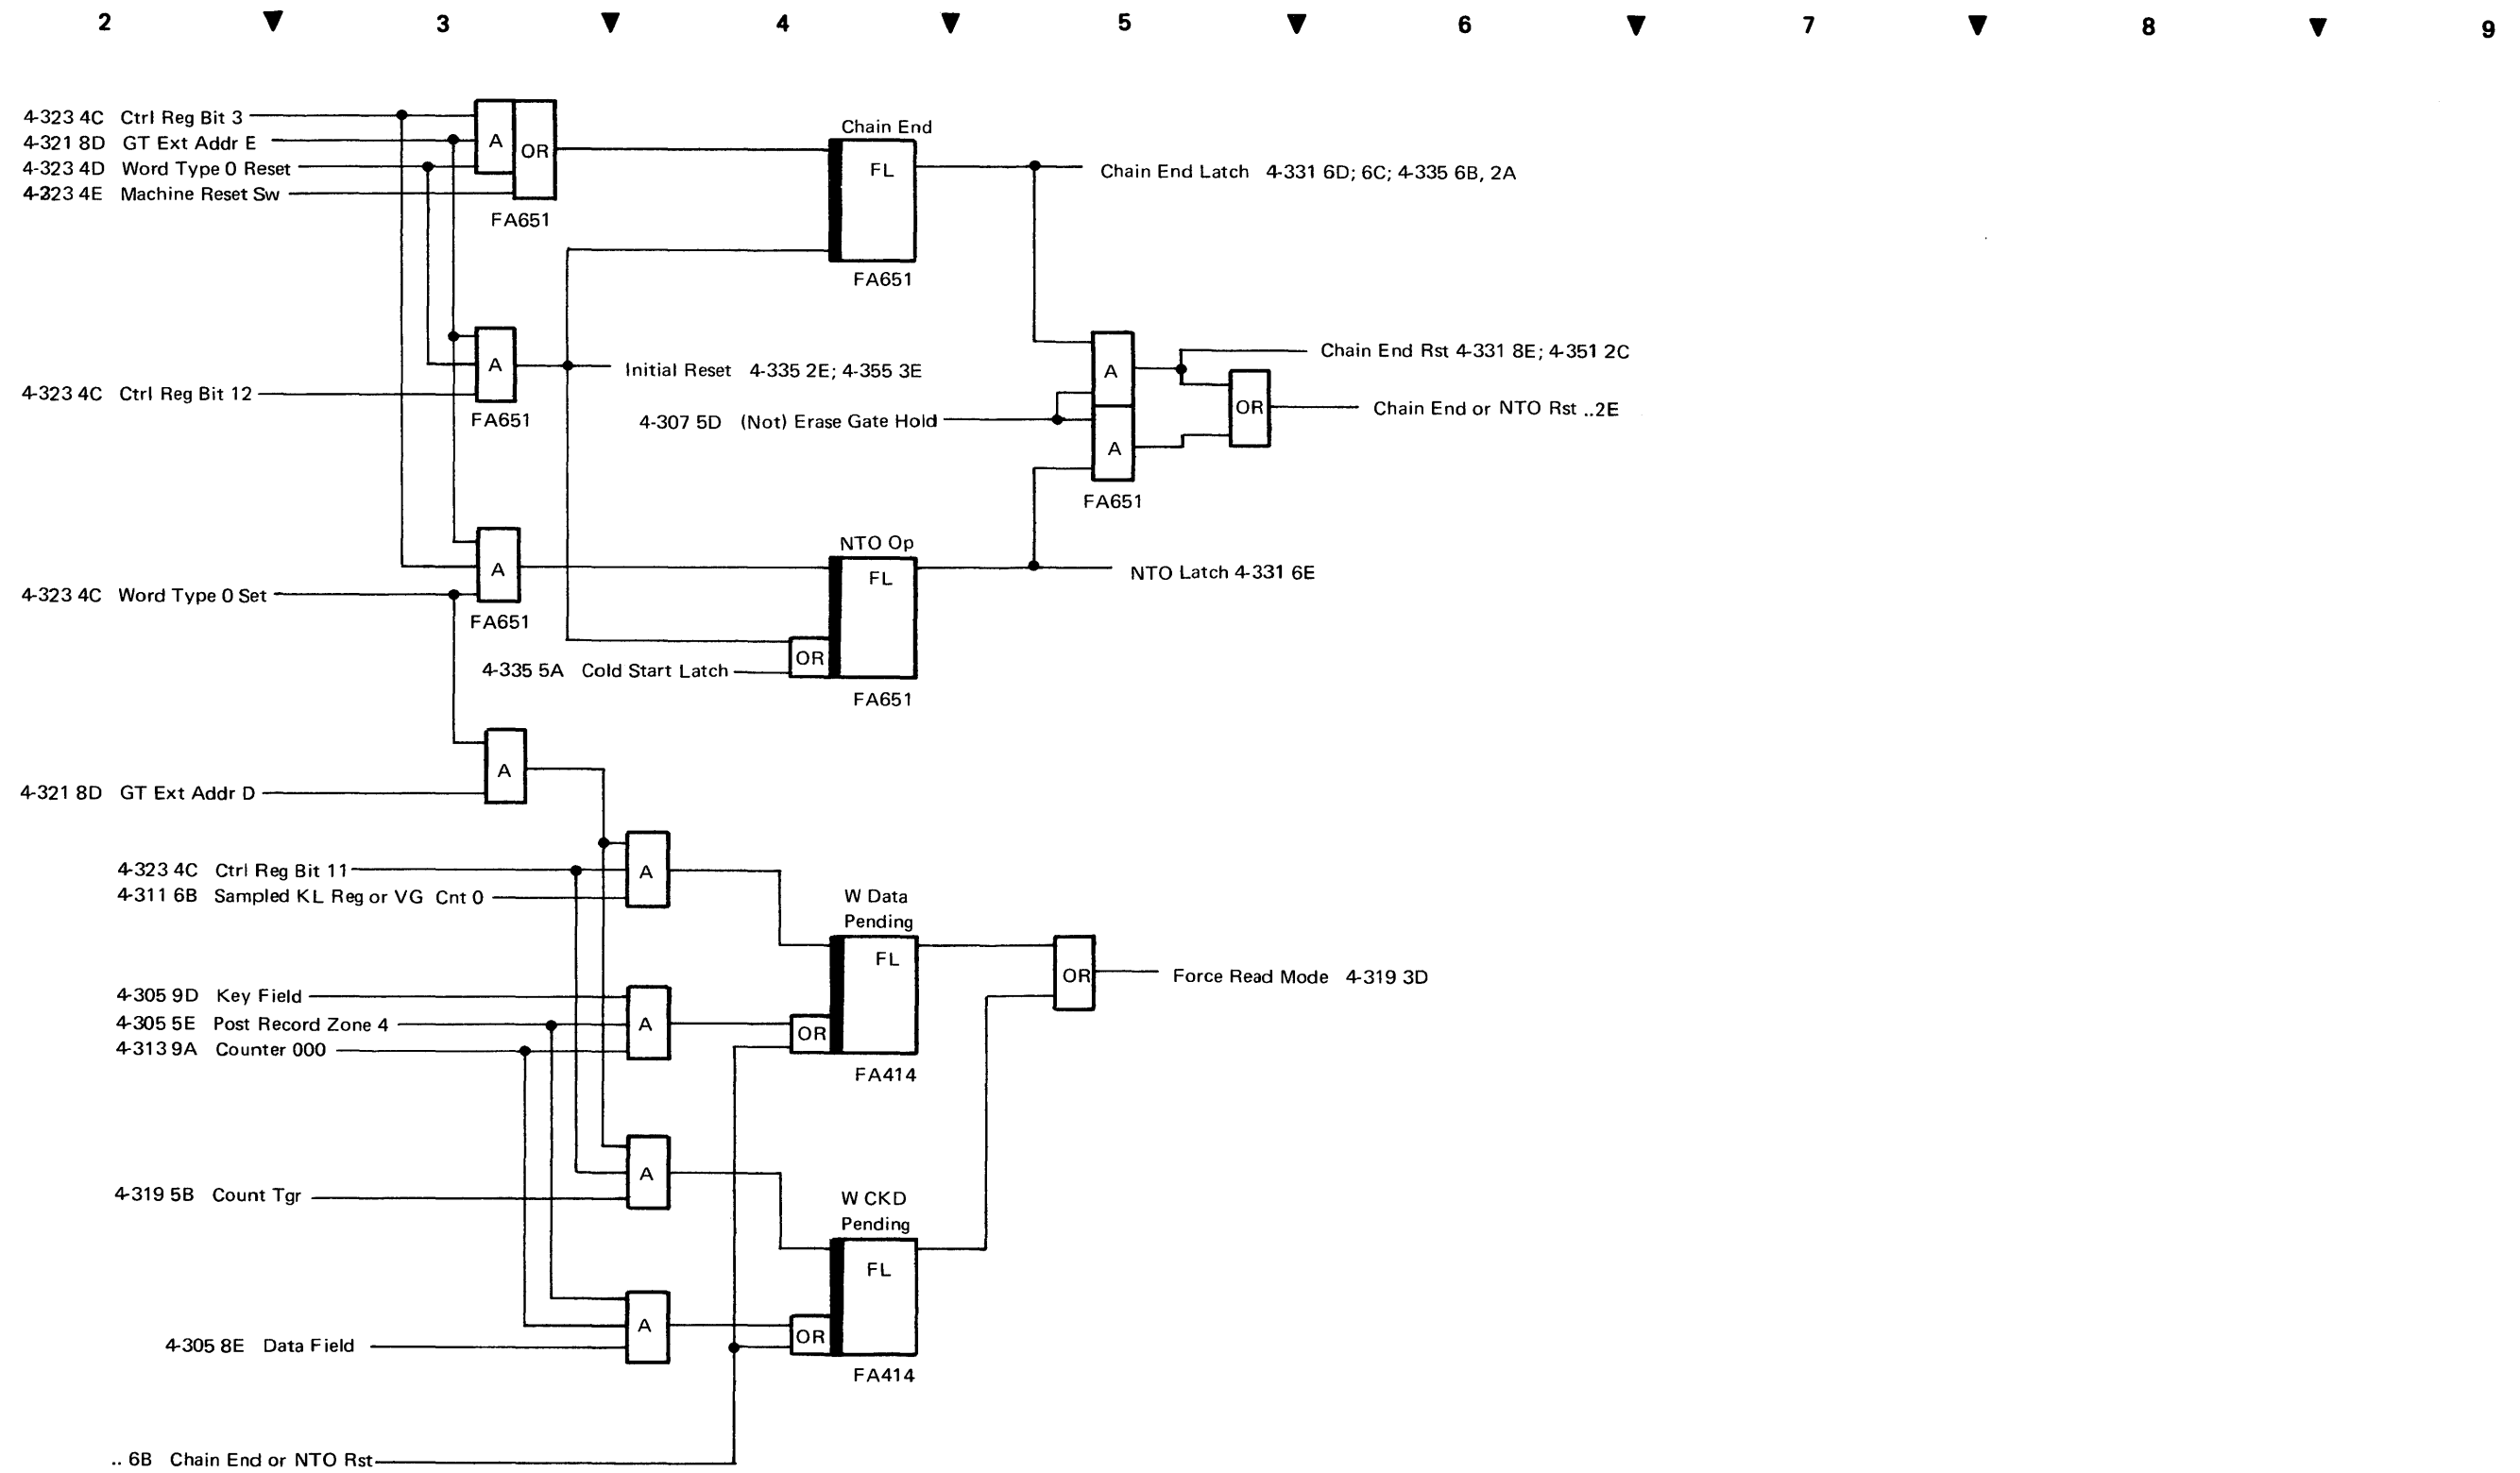 2 3 4 5 6 7 8 9
4-323 4C Ctrl Reg Bit 3
4-321 8D GT Ext Addr E
4-323 4D Word Type 0 Reset
4-323 4E Machine Reset Sw
A
OR
FA651
Chain End
FL
FA651
Chain End Latch 4-331 6D; 6C; 4-335 6B, 2A
A
FA651
4-323 4C Ctrl Reg Bit 12
Initial Reset 4-335 2E; 4-355 3E
4-307 5D (Not) Erase Gate Hold
A
A
FA651
OR
Chain End Rst 4-331 8E; 4-351 2C
Chain End or NTO Rst ..2E
4-323 4C Word Type 0 Set
A
FA651
NTO Op
FL
OR
FA651
4-335 5A Cold Start Latch
NTO Latch 4-331 6E
A
4-321 8D GT Ext Addr D
4-323 4C Ctrl Reg Bit 11
4-311 6B Sampled KL Reg or VG Cnt 0
A
W Data
Pending
FL
OR
FA414
4-305 9D Key Field
4-305 5E Post Record Zone 4
4-313 9A Counter 000
A
OR
Force Read Mode 4-319 3D
4-319 5B Count Tgr
A
W CKD
Pending
FL
OR
FA414
A
4-305 8E Data Field
.. 6B Chain End or NTO Rst